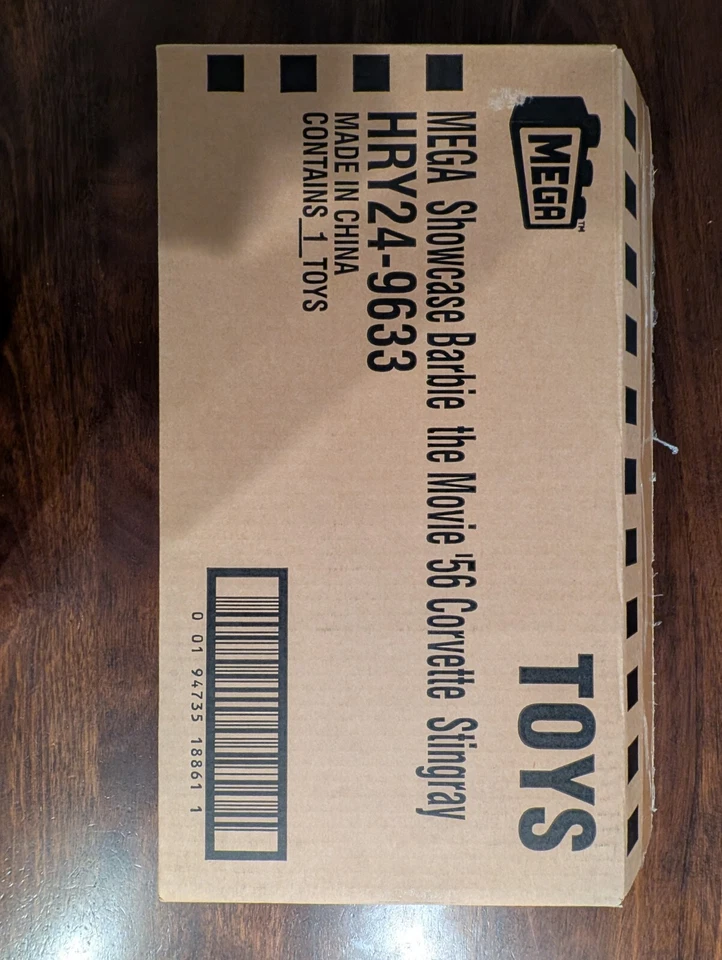 MEGA™
TOYS
MEGA Showcase Barbie the Movie '56 Corvette Stingray
HRY24-9633
MADE IN CHINA
CONTAINS 1 TOYS
0 01 94735 18861 1